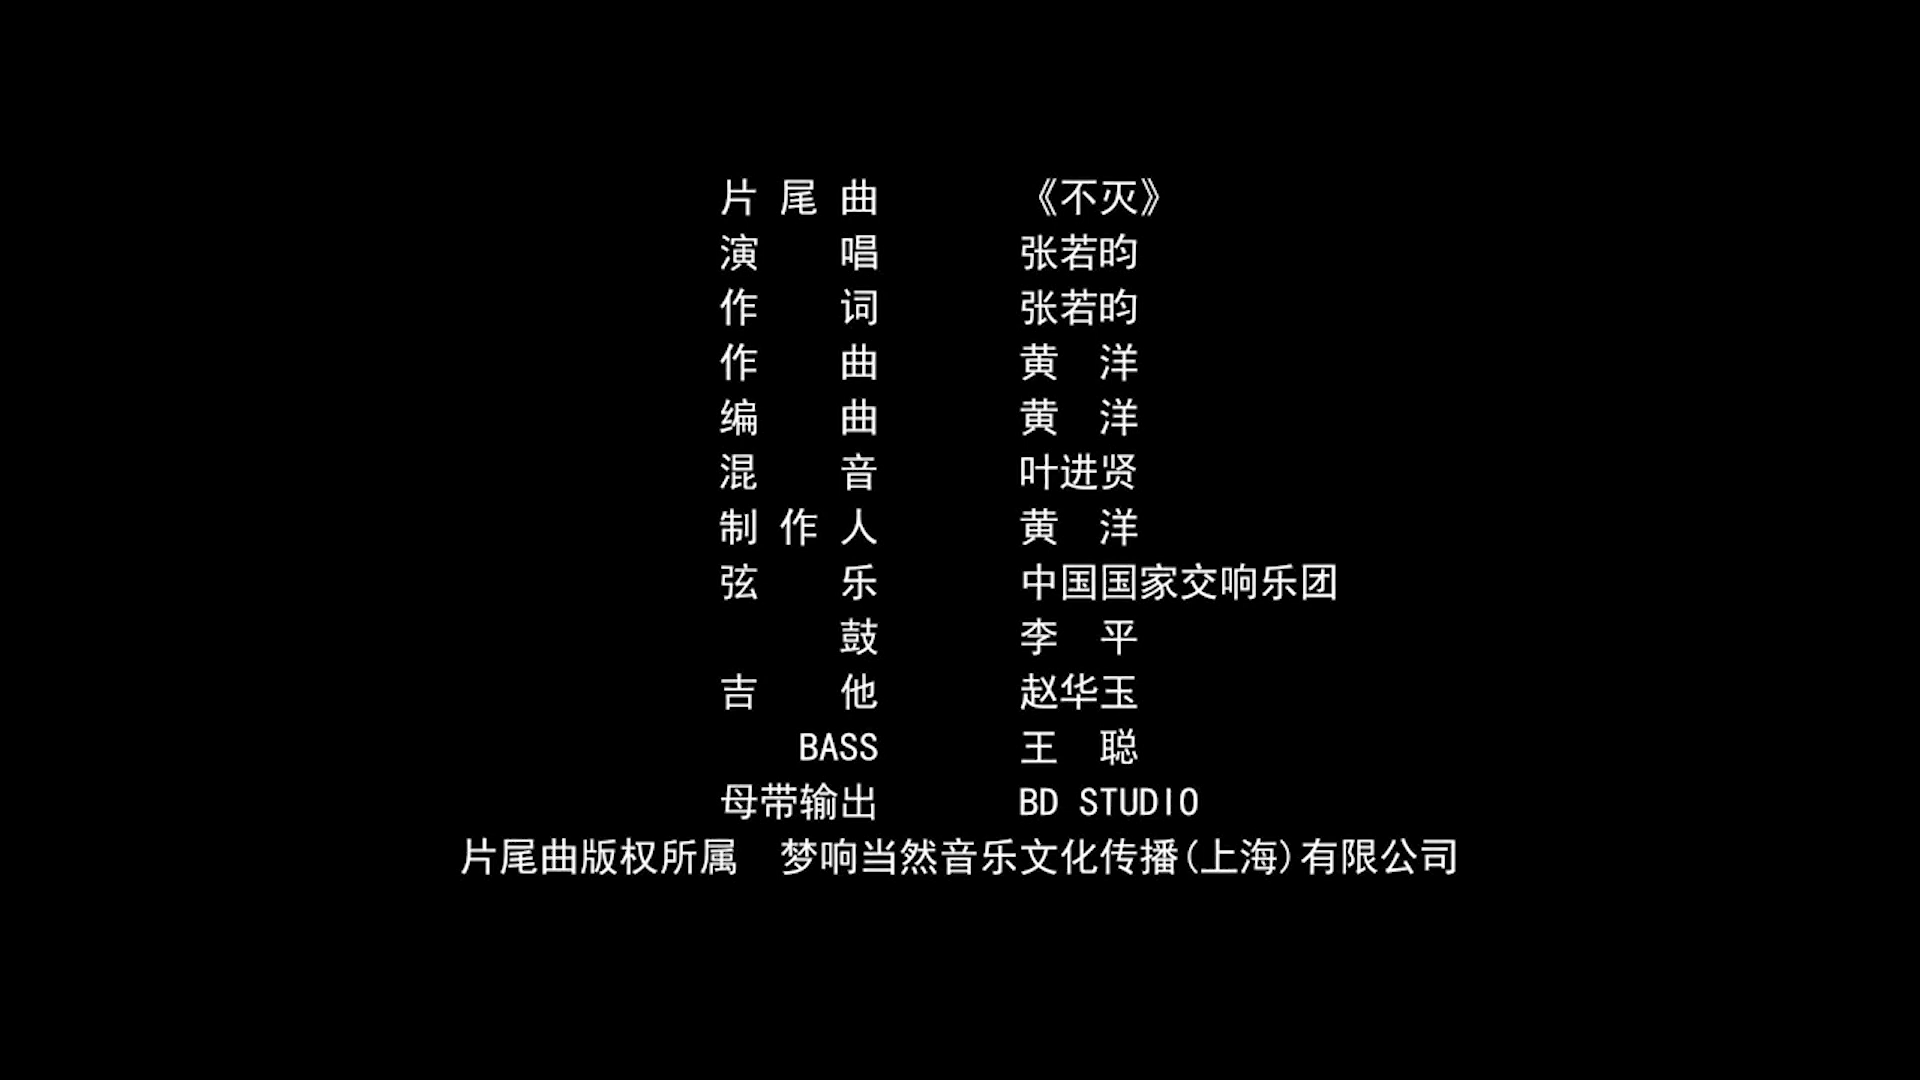 片尾曲 《不灭》
演唱 张若昀
作词 张若昀
作曲 黄洋
编曲 黄洋
混音 叶进贤
制作人 黄洋
弦乐 中国国家交响乐团
鼓 李平
吉他 赵华玉
BASS 王聪
母带输出 BD STUDIO
片尾曲版权所属 梦响当然音乐文化传播(上海)有限公司